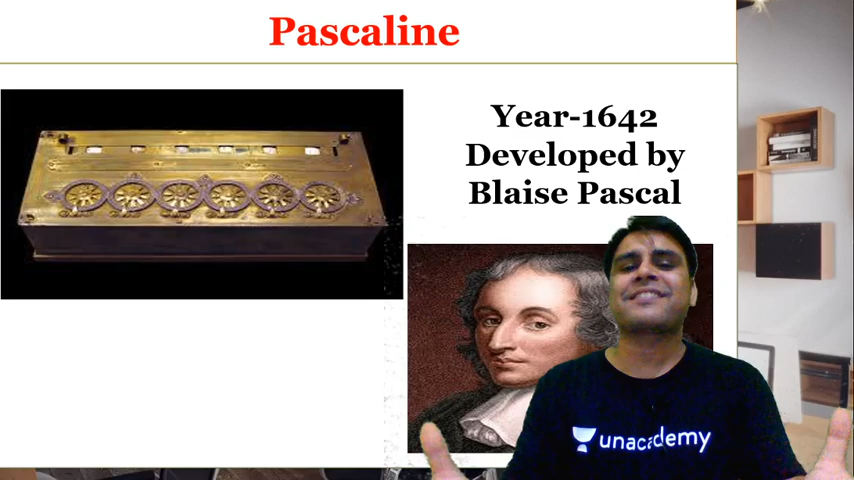 Pascaline
Year-1642
Developed by
Blaise Pascal
unacademy